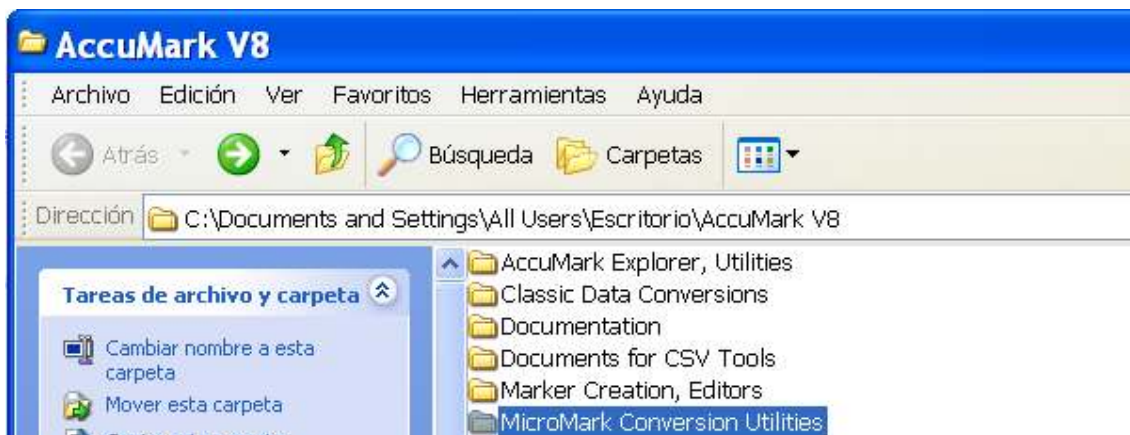 AccuMark V8
Archivo Edición Ver Favoritos Herramientas Ayuda
Atrás Búsqueda Carpetas
Dirección C:\Documents and Settings\All Users\Escritorio\AccuMark V8
Tareas de archivo y carpeta
Cambiar nombre a esta
carpeta
Mover esta carpeta
AccuMark Explorer, Utilities
Classic Data Conversions
Documentation
Documents for CSV Tools
Marker Creation, Editors
MicroMark Conversion Utilities